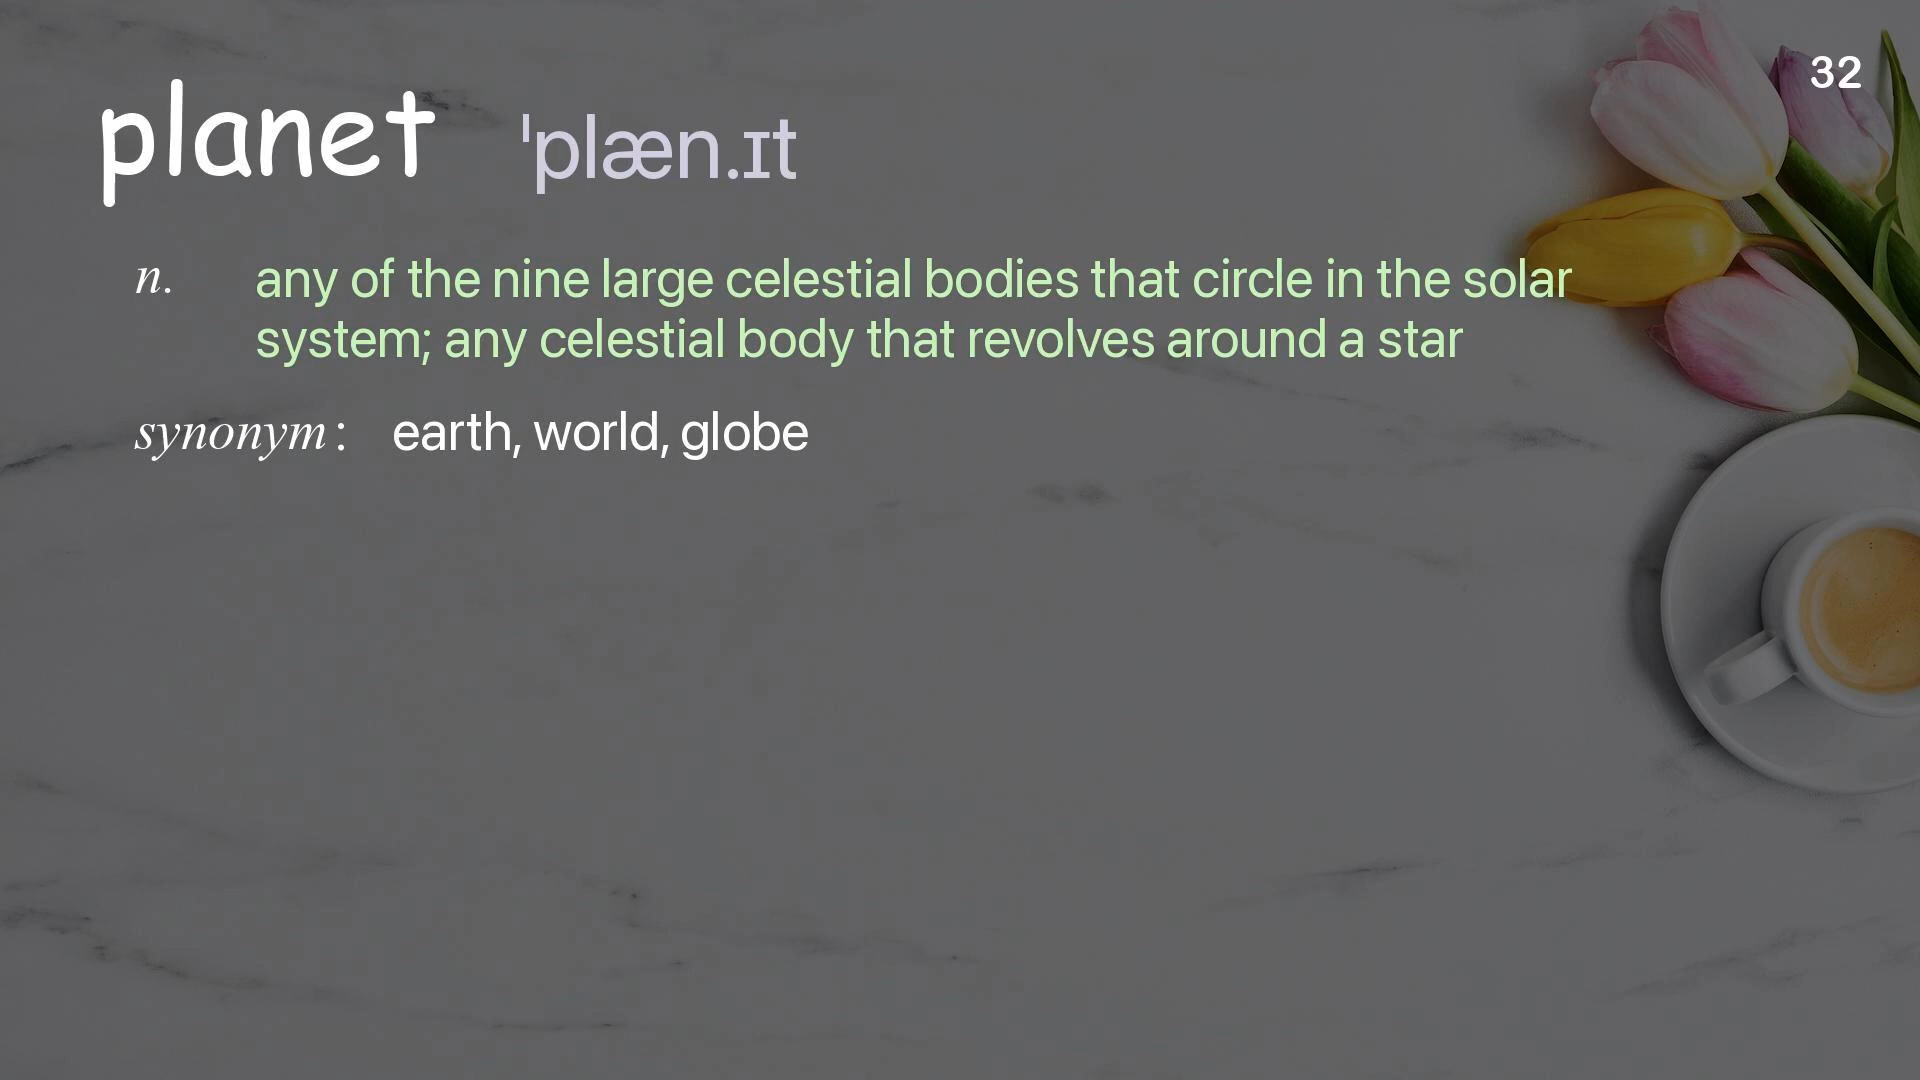 32
planet ˈplæn.ɪt
n. any of the nine large celestial bodies that circle in the solar
system; any celestial body that revolves around a star
synonym: earth, world, globe